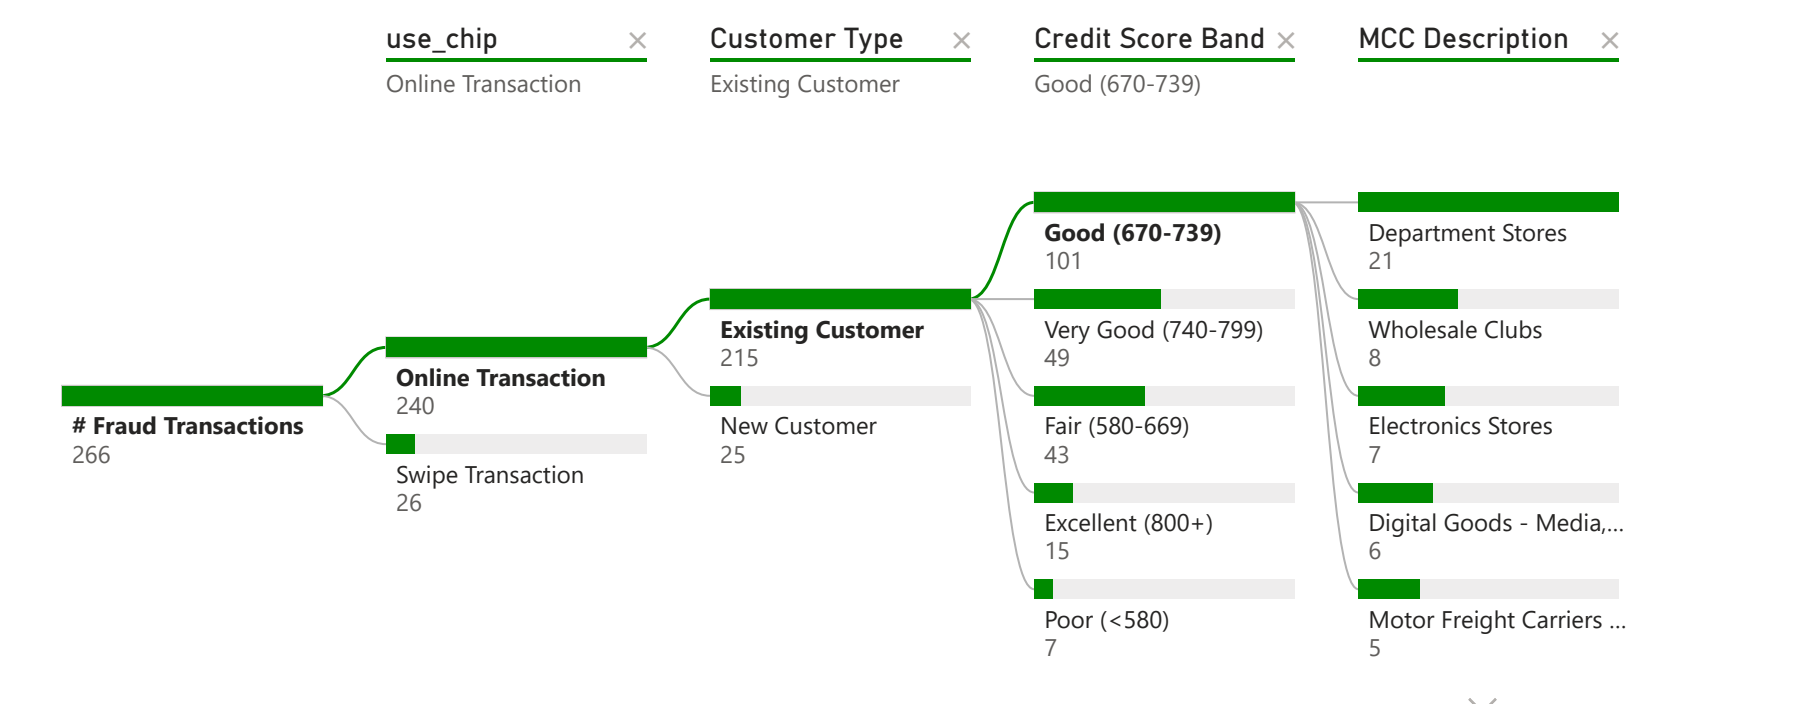 use_chip
Customer Type
Credit Score Band
MCC Description
Online Transaction
Existing Customer
Good (670-739)
# Fraud Transactions
266
Online Transaction
240
Swipe Transaction
26
Existing Customer
215
New Customer
25
Good (670-739)
101
Very Good (740-799)
49
Fair (580-669)
43
Excellent (800+)
15
Poor (<580)
7
Department Stores
21
Wholesale Clubs
8
Electronics Stores
7
Digital Goods - Media,...
6
Motor Freight Carriers ...
5